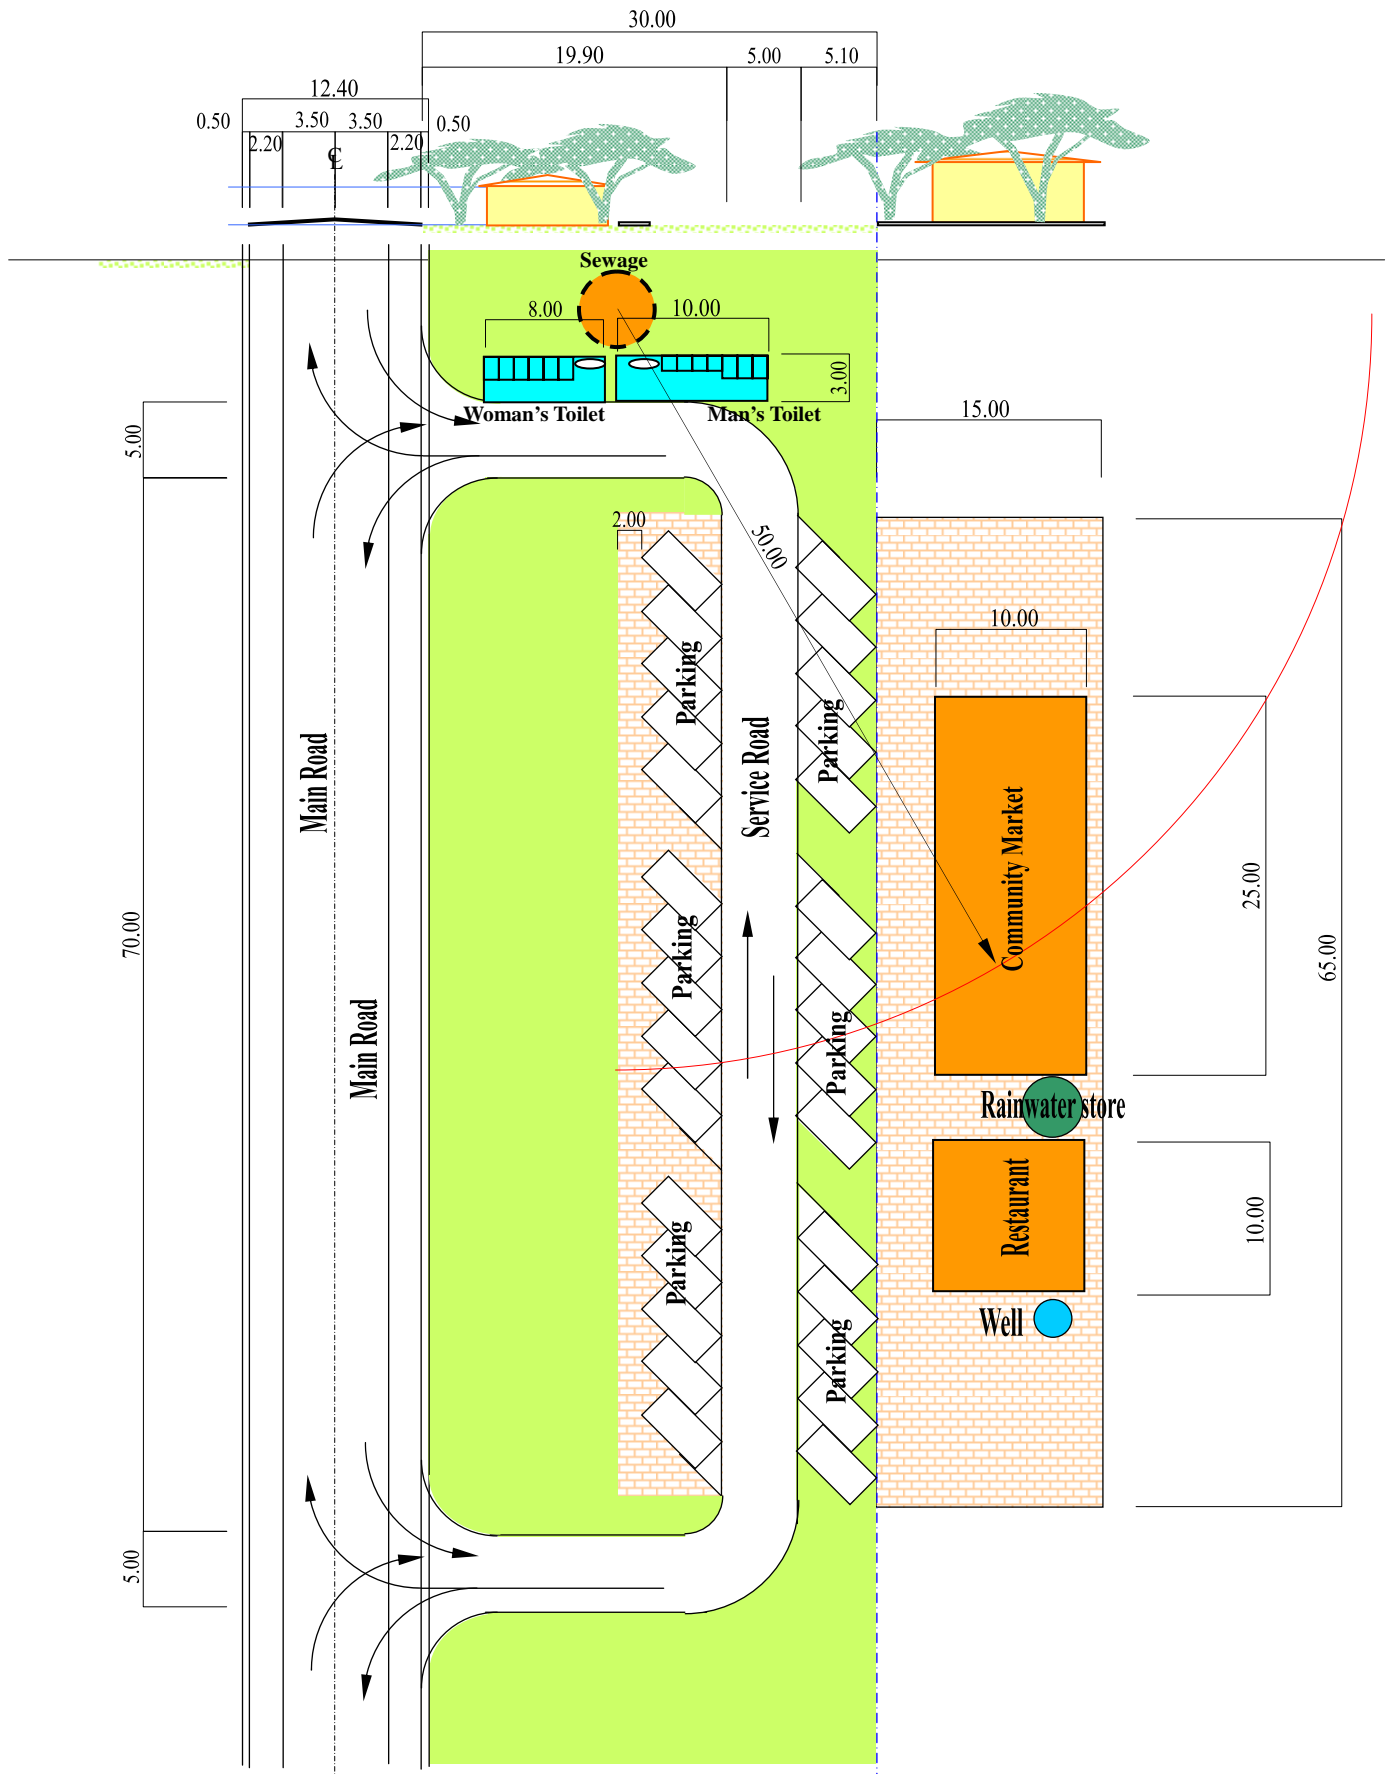 30.00
19.90
5.00
5.10
12.40
0.50
3.50
3.50
0.50
2.20
2.20
℄
Sewage
8.00
10.00
3.00
Woman's Toilet
Man's Toilet
15.00
5.00
2.00
50.00
10.00
Parking
Parking
Main Road
Service Road
Community Market
25.00
70.00
Parking
65.00
Main Road
Parking
Rainwater store
Restaurant
10.00
Parking
Well
Parking
5.00